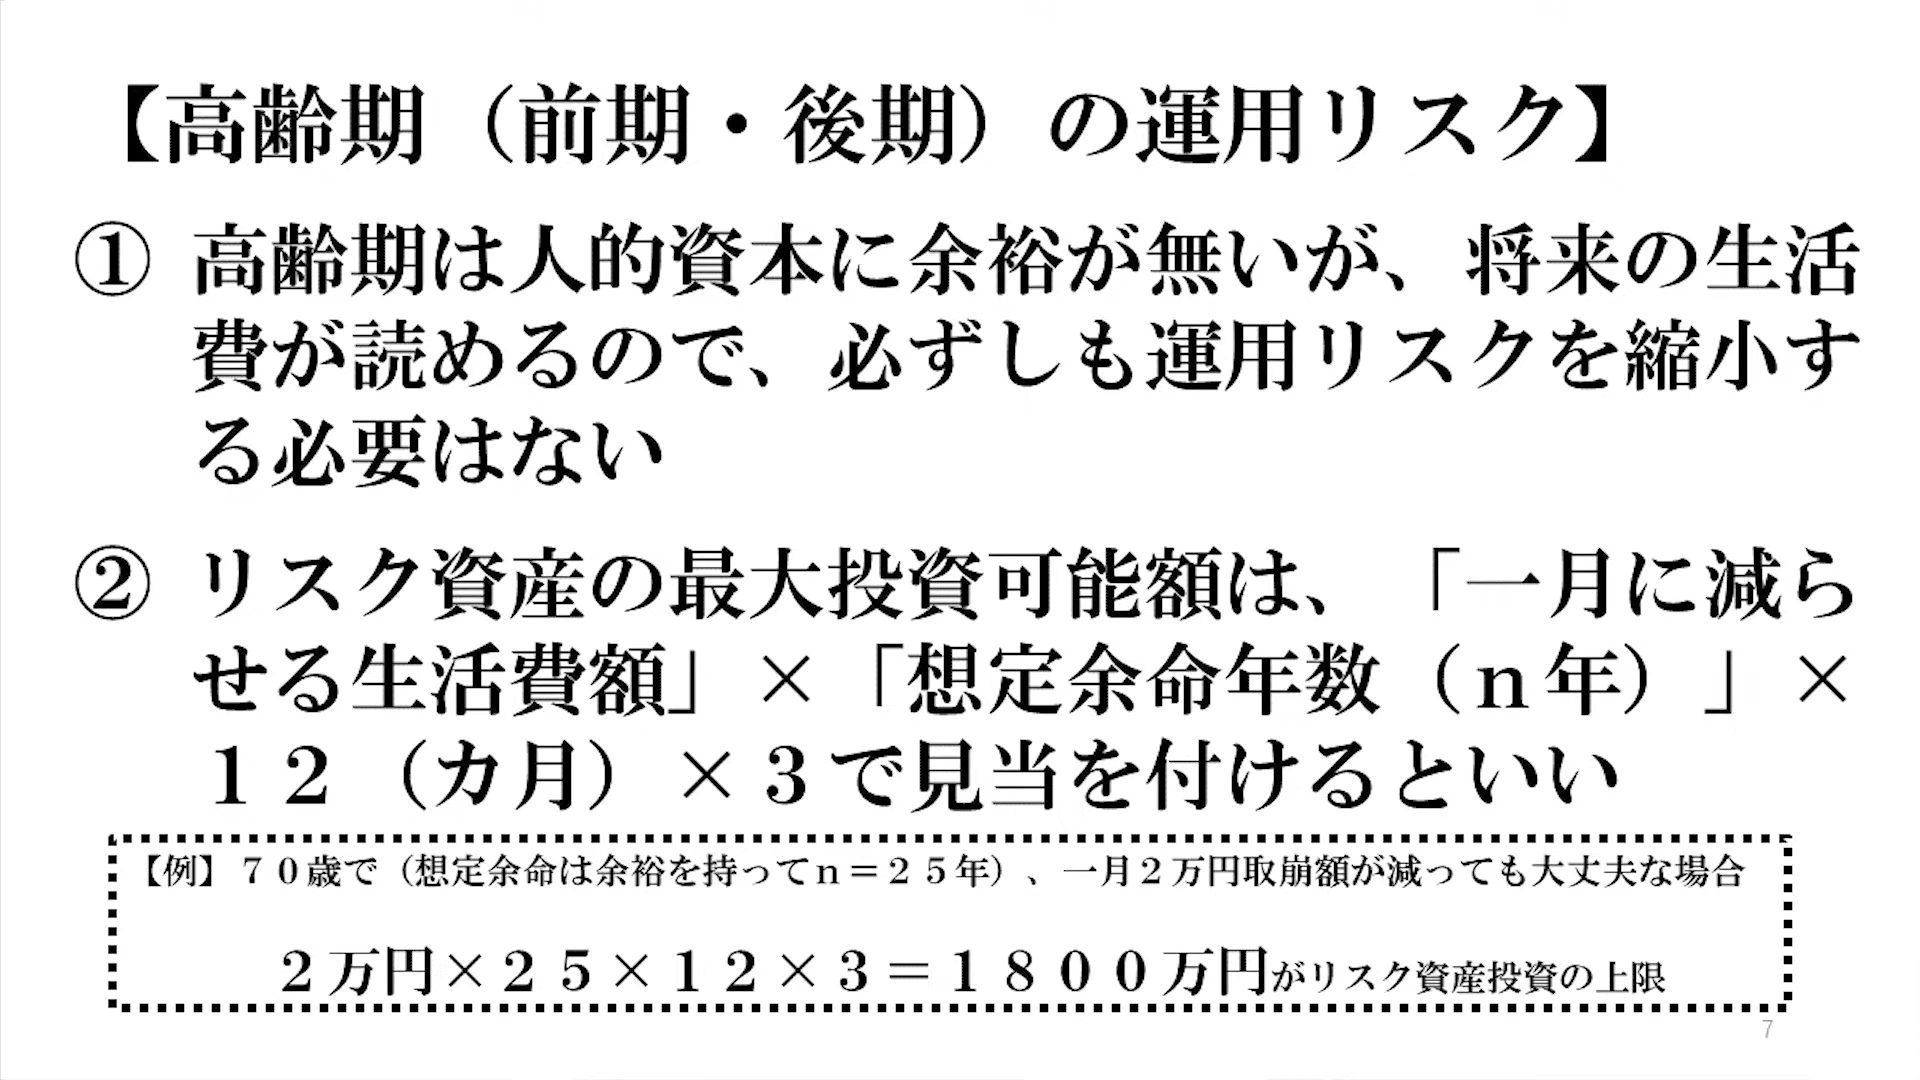 【高齢期（前期・後期）の運用リスク】
① 高齢期は人的資本に余裕が無いが、将来の生活
費が読めるので、必ずしも運用リスクを縮小す
る必要はない
② リスク資産の最大投資可能額は、「一月に減ら
せる生活費額」×「想定余命年数（ｎ年）」×
１２（カ月）×３で見当を付けるといい
【例】７０歳で（想定余命は余裕を持ってｎ＝２５年）、一月２万円取崩額が減っても大丈夫な場合
２万円×２５×１２×３＝１８００万円がリスク資産投資の上限
7